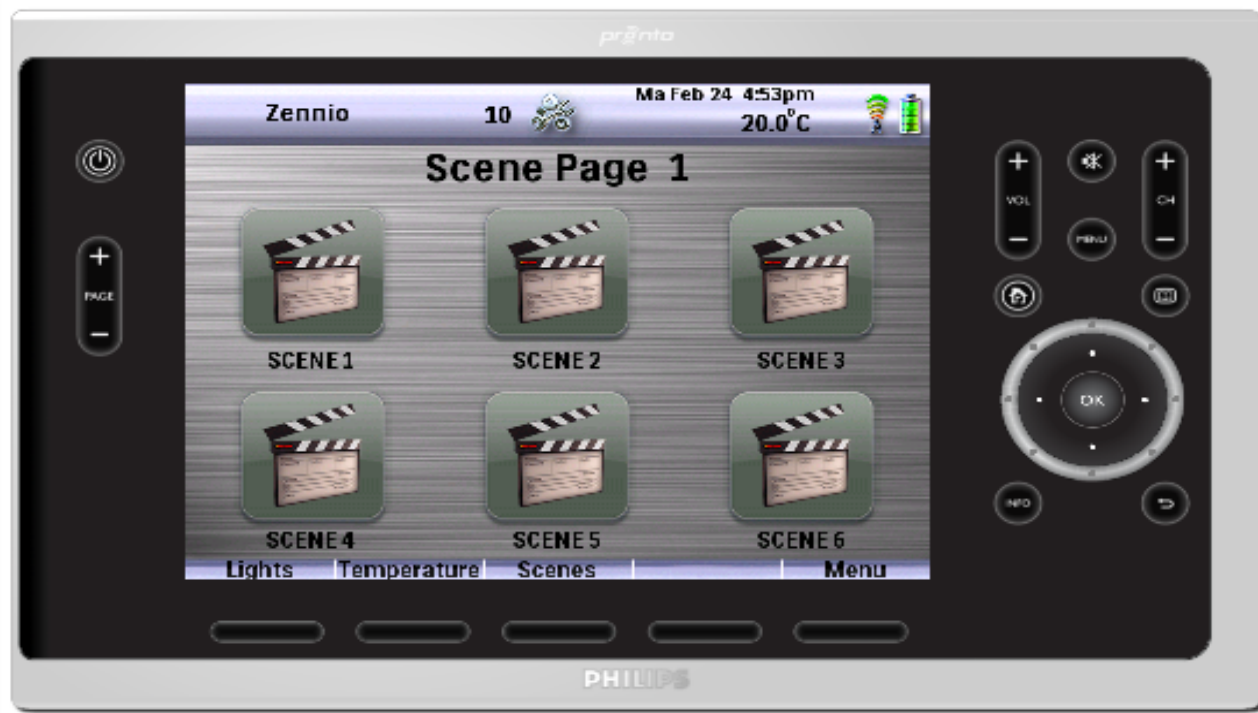 pronto
Zennio 10 Ma Feb 24 4:53pm
20.0°C
Scene Page 1
SCENE 1 SCENE 2 SCENE 3
SCENE 4 SCENE 5 SCENE 6
Lights Temperature Scenes Menu
PAGE
VOL CH
MENU
OK
INFO
PHILIPS